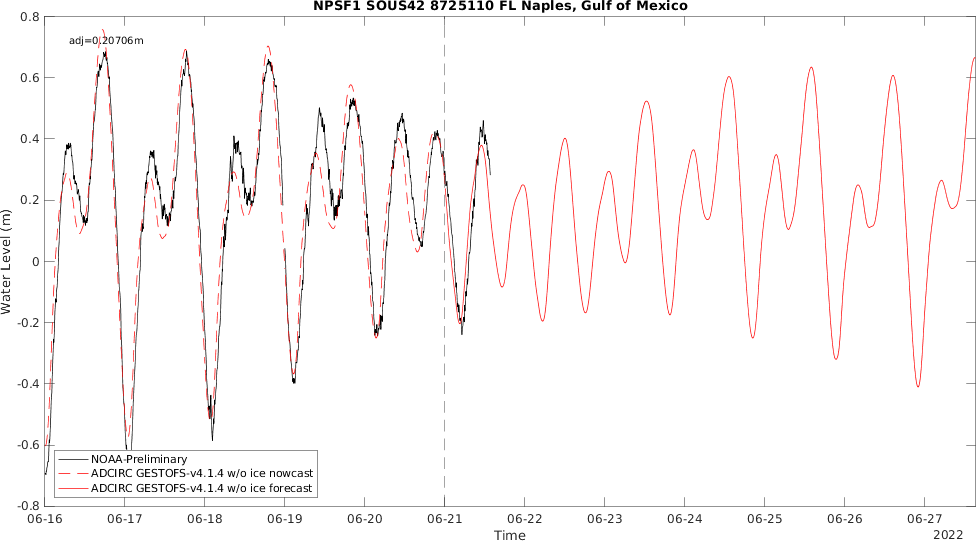 NPSF1 SOUS42 8725110 FL Naples, Gulf of Mexico
adj=0.20706m
0.8
0.6
0.4
0.2
0
-0.2
-0.4
-0.6
-0.8
Water Level (m)
NOAA-Preliminary
ADCIRC GESTOFS-v4.1.4 w/o ice nowcast
ADCIRC GESTOFS-v4.1.4 w/o ice forecast
06-16 06-17 06-18 06-19 06-20 06-21 06-22 06-23 06-24 06-25 06-26 06-27
Time
2022